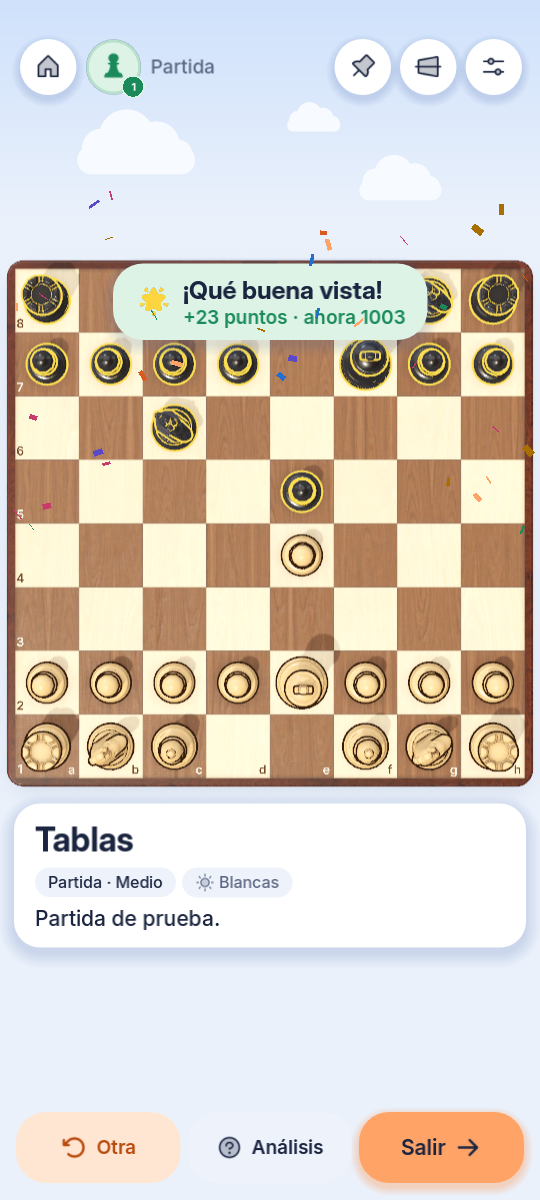 Partida
1
¡Qué buena vista!
+23 puntos · ahora 1003
8
7
6
5
4
3
2
1 a b c d e f g h
Tablas
Partida · Medio
Blancas
Partida de prueba.
Otra
Análisis
Salir